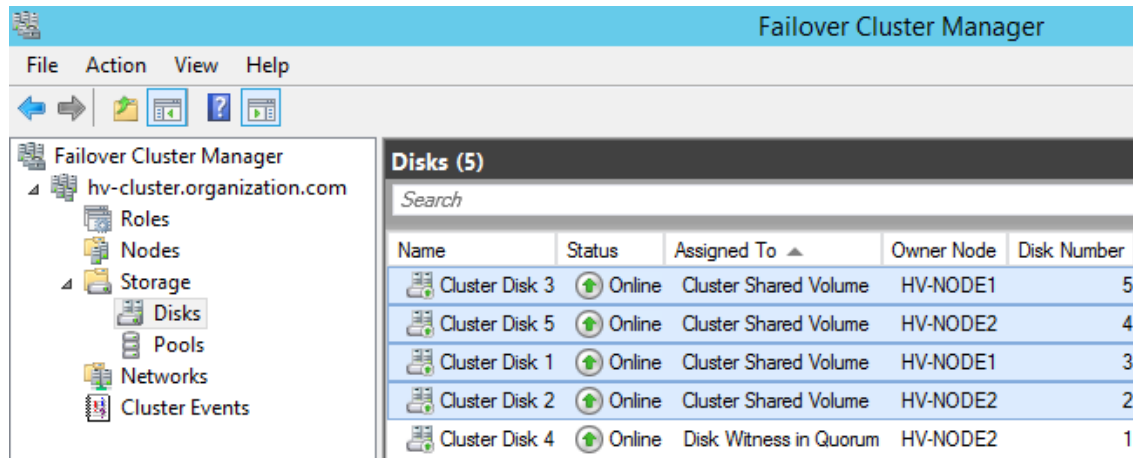 Failover Cluster Manager
File Action View Help
Failover Cluster Manager
hv-cluster.organization.com
Roles
Nodes
Storage
Disks
Pools
Networks
Cluster Events
Disks (5)
Search
Name Status Assigned To Owner Node Disk Number
Cluster Disk 3 Online Cluster Shared Volume HV-NODE1 5
Cluster Disk 5 Online Cluster Shared Volume HV-NODE2 4
Cluster Disk 1 Online Cluster Shared Volume HV-NODE1 3
Cluster Disk 2 Online Cluster Shared Volume HV-NODE2 2
Cluster Disk 4 Online Disk Witness in Quorum HV-NODE2 1